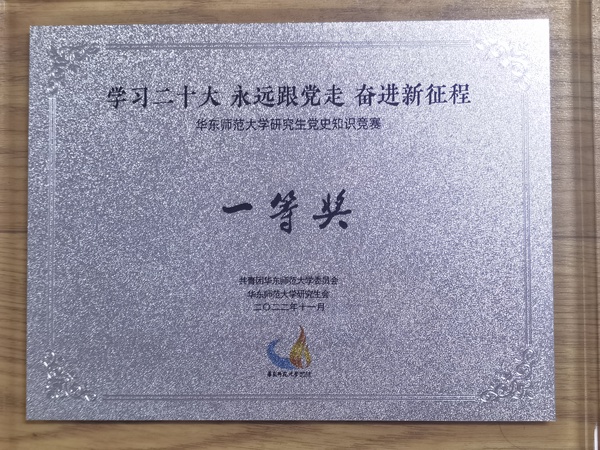 学习二十大 永远跟党走 奋进新征程
华东师范大学研究生党史知识竞赛
一等奖
共青团华东师范大学委员会
华东师范大学研究生会
二〇二二年十一月